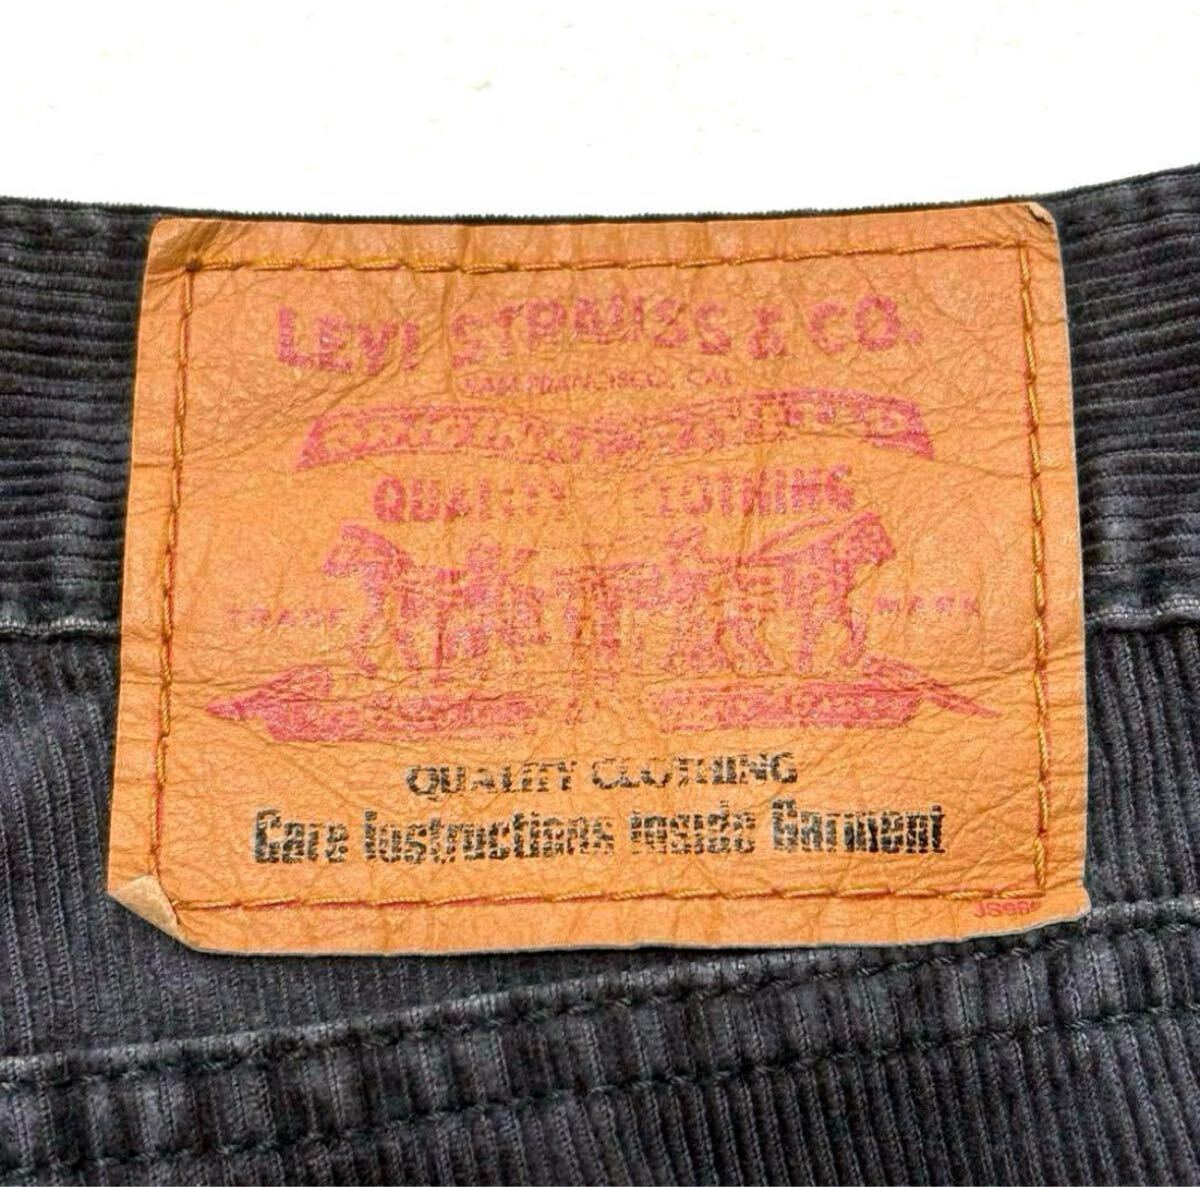 LEVI STRAUSS & CO.
SAN FRANCISCO, CAL
QUALITY CLOTHING
TRADE MARK
QUALITY CLOTHING
Care Instructions Inside Garment